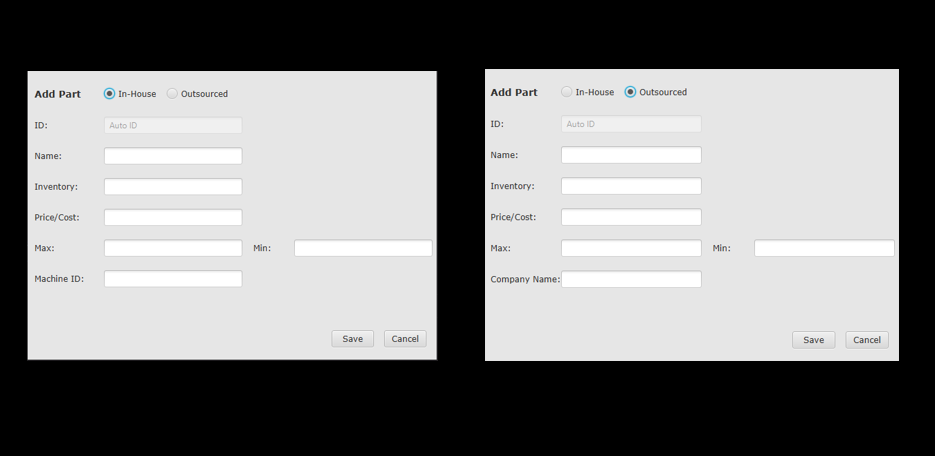 Add Part In-House Outsourced
ID: Auto ID
Name:
Inventory:
Price/Cost:
Max: Min:
Machine ID:
Save Cancel
Add Part In-House Outsourced
ID: Auto ID
Name:
Inventory:
Price/Cost:
Max: Min:
Company Name:
Save Cancel